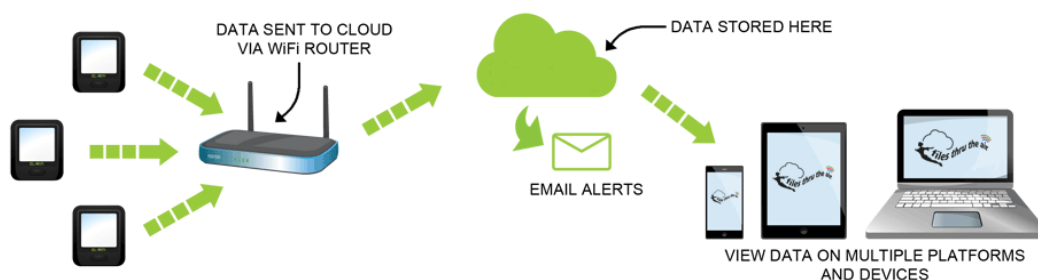 DATA SENT TO CLOUD
VIA WiFi ROUTER
DATA STORED HERE
EMAIL ALERTS
files thru the air
files thru the air
VIEW DATA ON MULTIPLE PLATFORMS
AND DEVICES